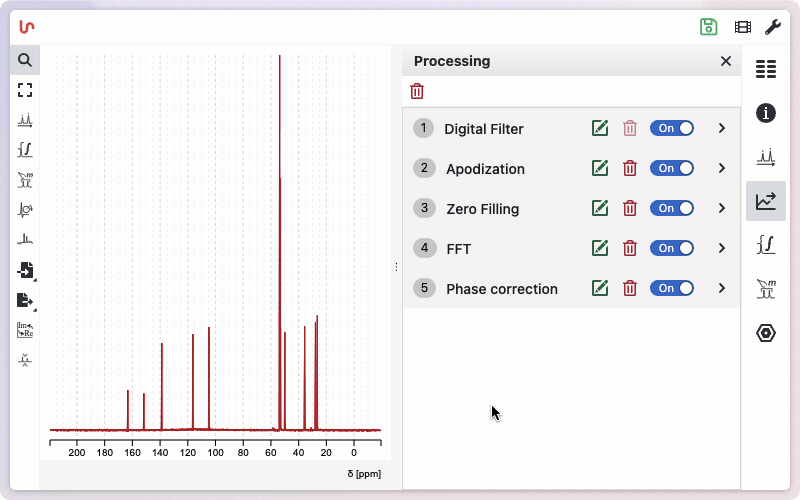 Processing
1 Digital Filter On
2 Apodization On
3 Zero Filling On
4 FFT On
5 Phase correction On
200 180 160 140 120 100 80 60 40 20 0
δ [ppm]